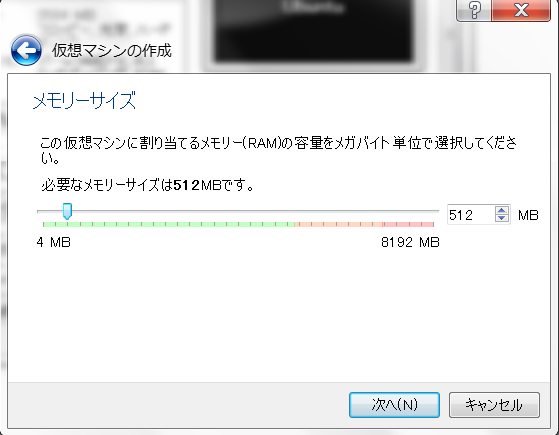 Ubuntu
仮想マシンの作成
メモリーサイズ
この仮想マシンに割り当てるメモリー(RAM)の容量をメガバイト単位で選択してくださ
い。
必要なメモリーサイズは512MBです。
512 MB
4 MB 8192 MB
次へ(N) キャンセル